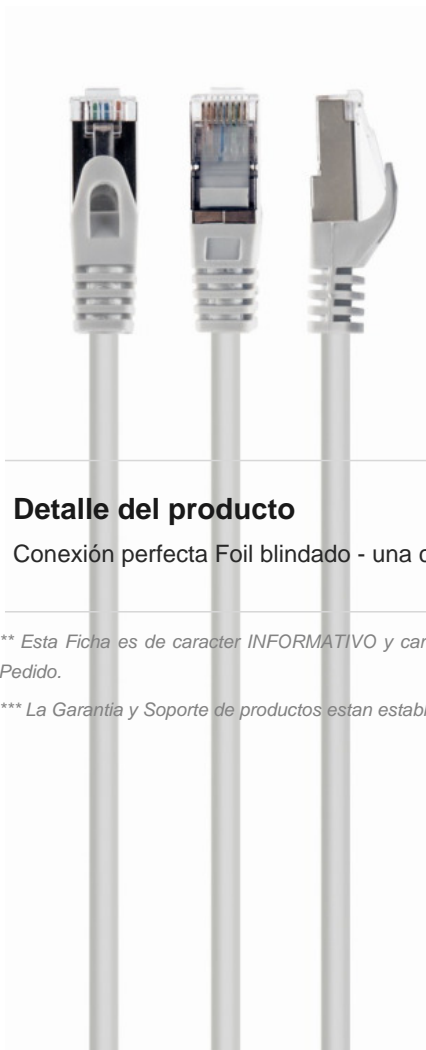 Detalle del producto
Conexión perfecta Foil blindado - una
** Esta Ficha es de caracter INFORMATIVO y
Pedido.
*** La Garantia y Soporte de productos estan